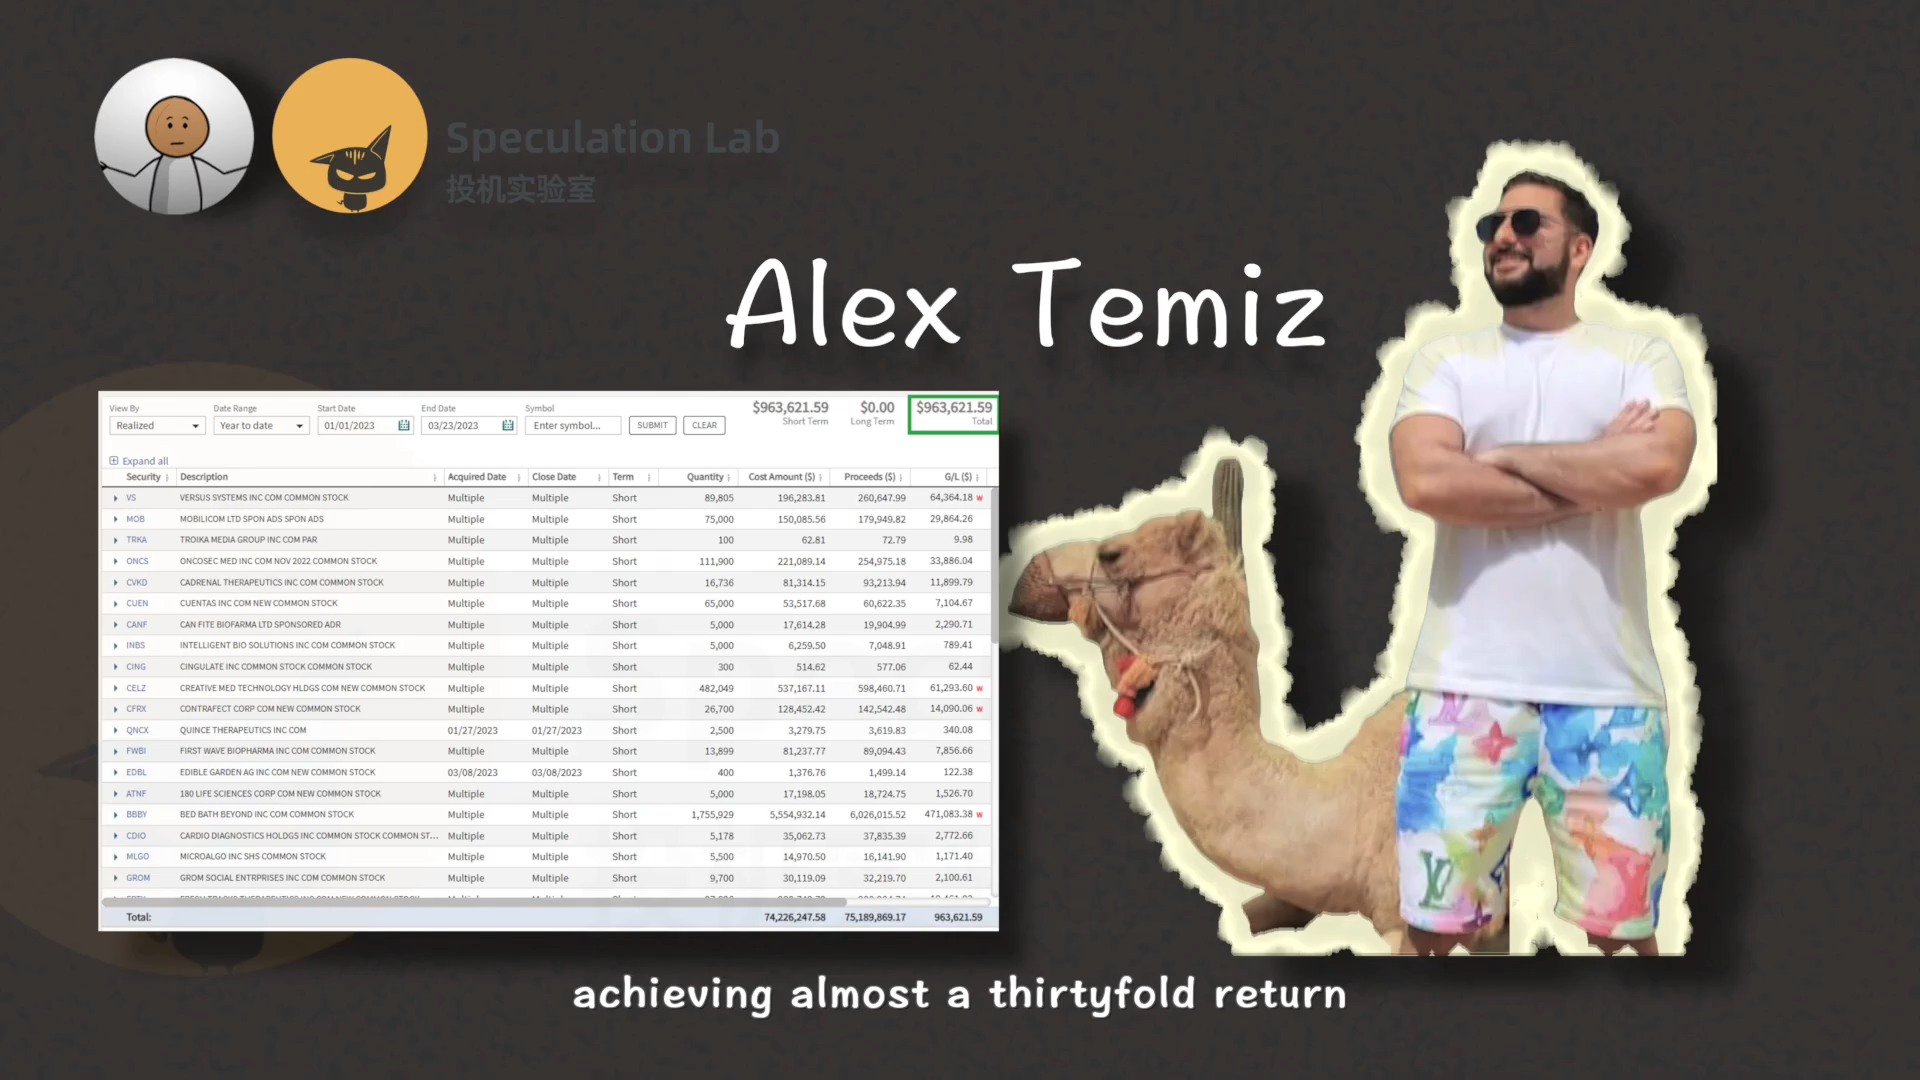 Speculation Lab
投机实验室
Alex Temiz
View By Date Range Start Date End Date Symbol $963,621.59 $0.00 $963,621.59
Realized Year to date 01/01/2023 03/23/2023 Enter symbol... SUBMIT CLEAR Short Term Long Term Total
Expand all
Security Description Acquired Date Close Date Term Quantity Cost Amount ($) Proceeds ($) G/L ($)
VS VERSUS SYSTEMS INC COM COMMON STOCK Multiple Multiple Short 89,805 196,283.81 260,647.99 64,364.18 w
MOB MOBILICOM LTD SPON ADS SPON ADS Multiple Multiple Short 75,000 150,085.56 179,949.82 29,864.26
TRKA TROIKA MEDIA GROUP INC COM PAR Multiple Multiple Short 100 62.81 72.79 9.98
ONCS ONCOSEC MED INC COM NOV 2022 COMMON STOCK Multiple Multiple Short 111,900 221,089.14 254,975.18 33,886.04
CVKD CADRENAL THERAPEUTICS INC COM COMMON STOCK Multiple Multiple Short 16,736 81,314.15 93,213.94 11,899.79
CUEN CUENTAS INC COM NEW COMMON STOCK Multiple Multiple Short 65,000 53,517.68 60,622.35 7,104.67
CANF CAN FITE BIOFARMA LTD SPONSORED ADR Multiple Multiple Short 5,000 17,614.28 19,904.99 2,290.71
INBS INTELLIGENT BIO SOLUTIONS INC COM COMMON STOCK Multiple Multiple Short 5,000 6,259.50 7,048.91 789.41
CING CINGULATE INC COMMON STOCK COMMON STOCK Multiple Multiple Short 300 514.62 577.06 62.44
CELZ CREATIVE MED TECHNOLOGY HLDGS COM NEW COMMON STOCK Multiple Multiple Short 482,049 537,167.11 598,460.71 61,293.60 w
CFRX CONTRAFECT CORP COM NEW COMMON STOCK Multiple Multiple Short 26,700 128,452.42 142,542.48 14,090.06 w
QNCX QUINCE THERAPEUTICS INC COM 01/27/2023 01/27/2023 Short 2,500 3,279.75 3,619.83 340.08
FWBI FIRST WAVE BIOPHARMA INC COM COMMON STOCK Multiple Multiple Short 13,899 81,237.77 89,094.43 7,856.66
EDBL EDIBLE GARDEN AG INC COM NEW COMMON STOCK 03/08/2023 03/08/2023 Short 400 1,376.76 1,499.14 122.38
ATNF 180 LIFE SCIENCES CORP COM NEW COMMON STOCK Multiple Multiple Short 5,000 17,198.05 18,724.75 1,526.70
BBBY BED BATH BEYOND INC COM COMMON STOCK Multiple Multiple Short 1,755,929 5,554,932.14 6,026,015.52 471,083.38 w
CDIO CARDIO DIAGNOSTICS HOLDGS INC COMMON STOCK COMMON ST... Multiple Multiple Short 5,178 35,062.73 37,835.39 2,772.66
MLGO MICROALGO INC SHS COMMON STOCK Multiple Multiple Short 5,500 14,970.50 16,141.90 1,171.40
GROM GROM SOCIAL ENTRPRISES INC COM COMMON STOCK Multiple Multiple Short 9,700 30,119.09 32,219.70 2,100.61
Total: 74,226,247.58 75,189,869.17 963,621.59
achieving almost a thirtyfold return